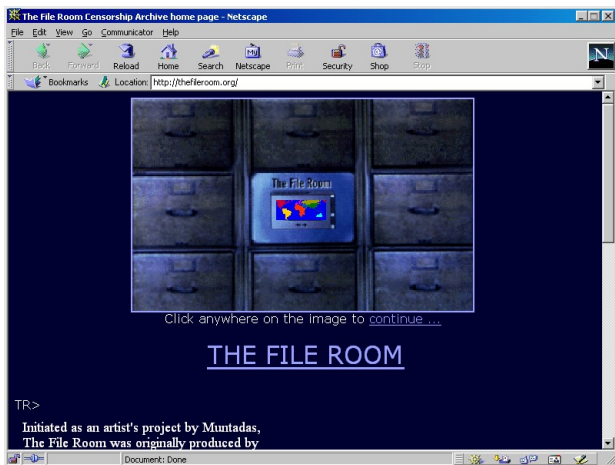 The File Room Censorship Archive home page - Netscape
File Edit View Go Communicator Help
Back Forward Reload Home Search Netscape Print Security Shop Stop
N
Bookmarks Location: http://thefileroom.org/
The File Room
Click anywhere on the image to continue ...
THE FILE ROOM
TR>
Initiated as an artist's project by Muntadas,
The File Room was originally produced by
Document: Done